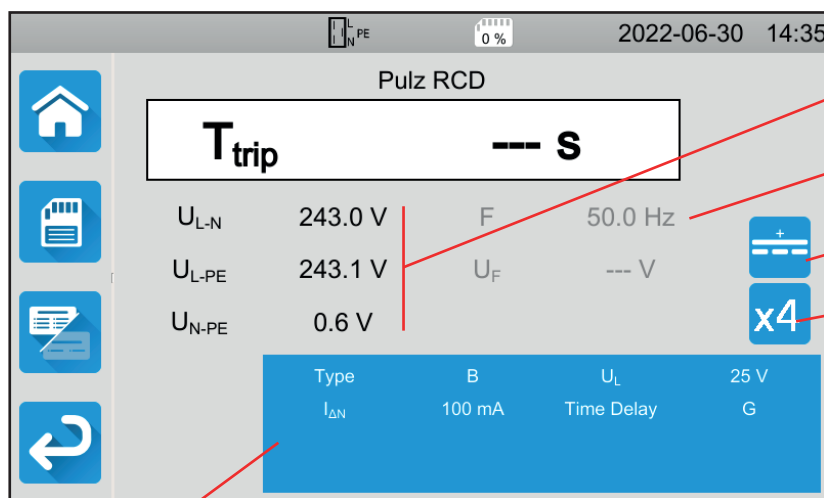 L N PE 0 % 2022-06-30 14:35
Pulz RCD
Ttrip --- s
UL-N 243.0 V F 50.0 Hz
UL-PE 243.1 V UF --- V
UN-PE 0.6 V
x4
Type B UL 25 V
IΔN 100 mA Time Delay G